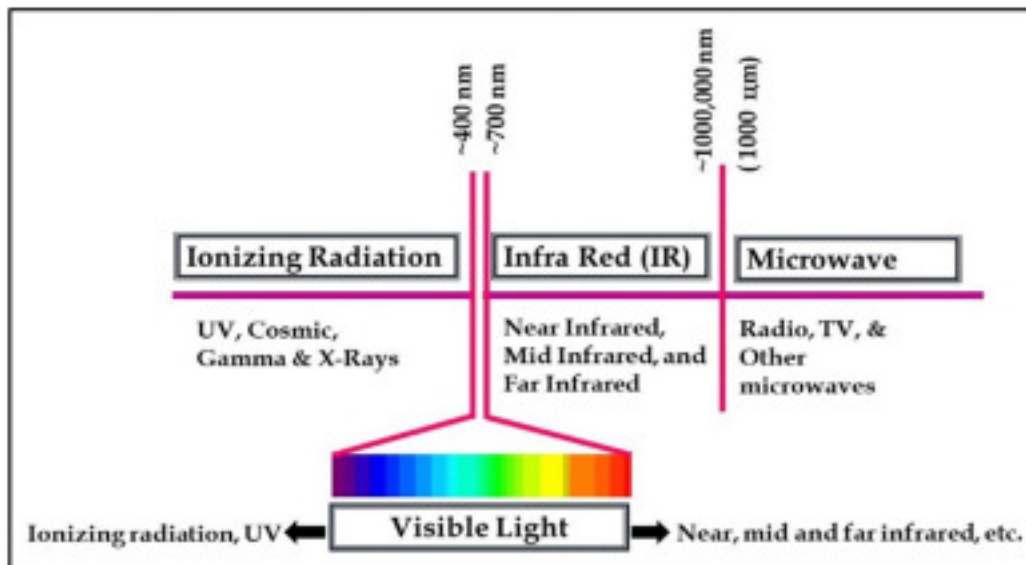 ~400 nm
~700 nm
~1000,000 nm
(1000 цm)
Ionizing Radiation
Infra Red (IR)
Microwave
UV, Cosmic,
Gamma & X-Rays
Near Infrared,
Mid Infrared, and
Far Infrared
Radio, TV, &
Other
microwaves
Visible Light
Ionizing radiation, UV
Near, mid and far infrared, etc.